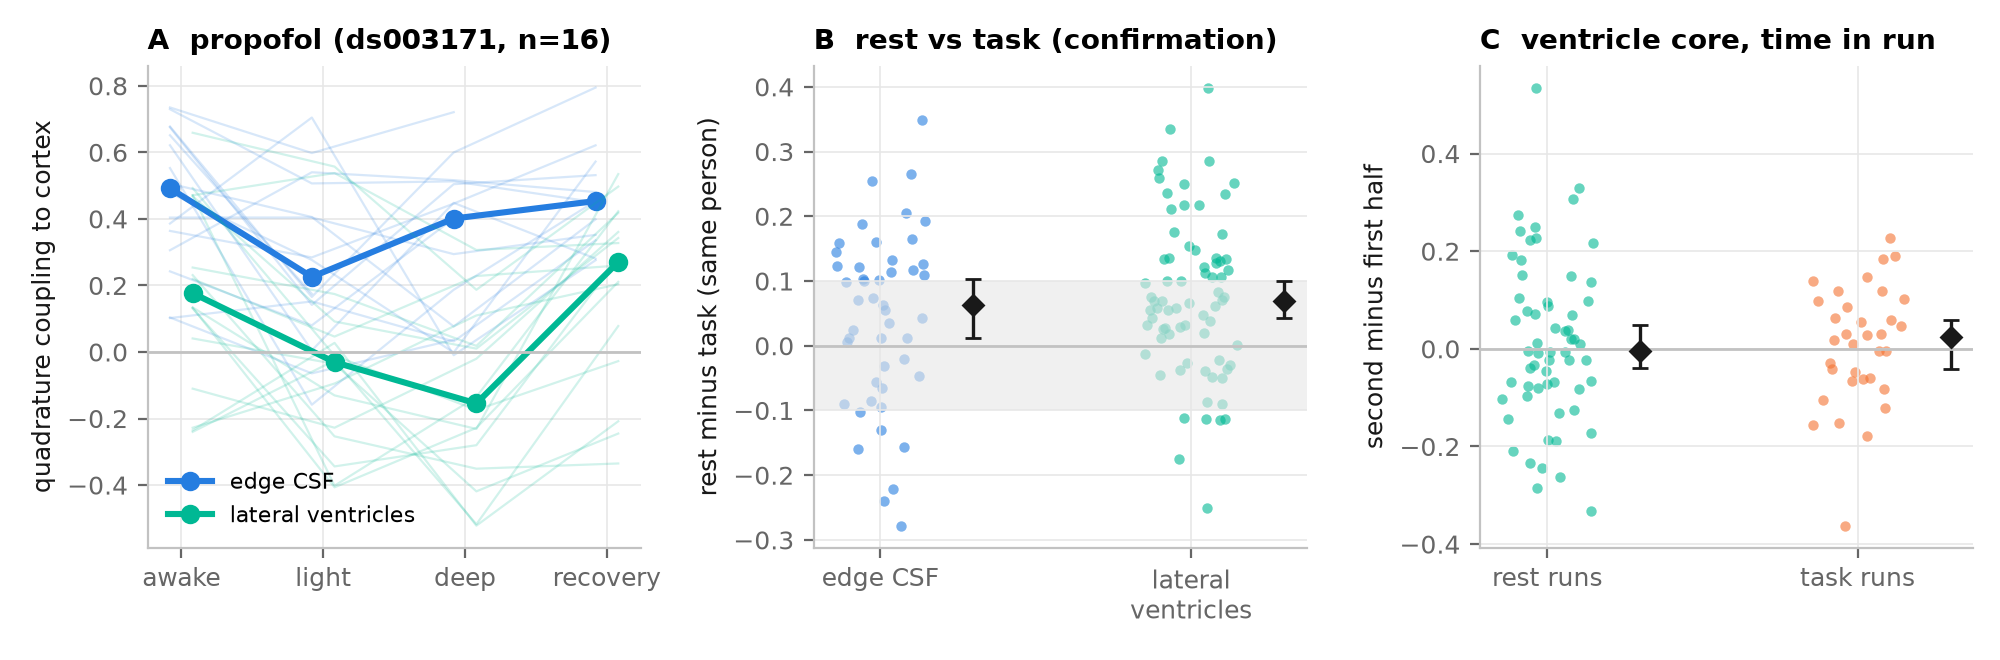 A propofol (ds003171, n=16)
quadrature coupling to cortex
0.8
0.6
0.4
0.2
0.0
−0.2
−0.4
edge CSF
lateral ventricles
awake light deep recovery
B rest vs task (confirmation)
rest minus task (same person)
0.4
0.3
0.2
0.1
0.0
−0.1
−0.2
−0.3
edge CSF
lateral
ventricles
C ventricle core, time in run
second minus first half
0.4
0.2
0.0
−0.2
−0.4
rest runs task runs